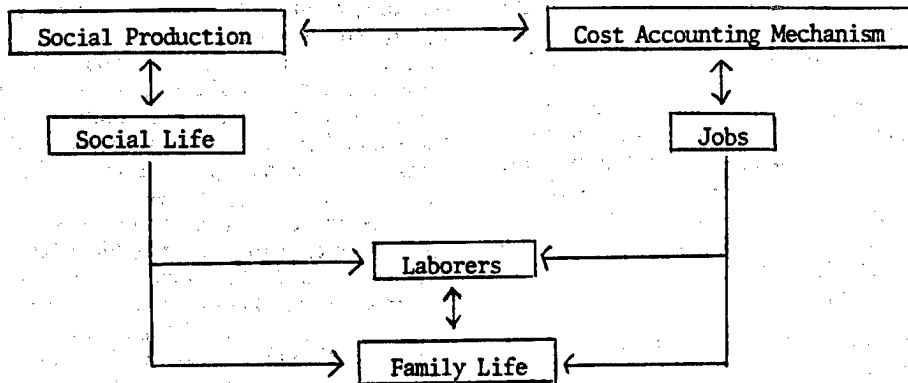 Social Production
Cost Accounting Mechanism
Social Life
Jobs
Laborers
Family Life